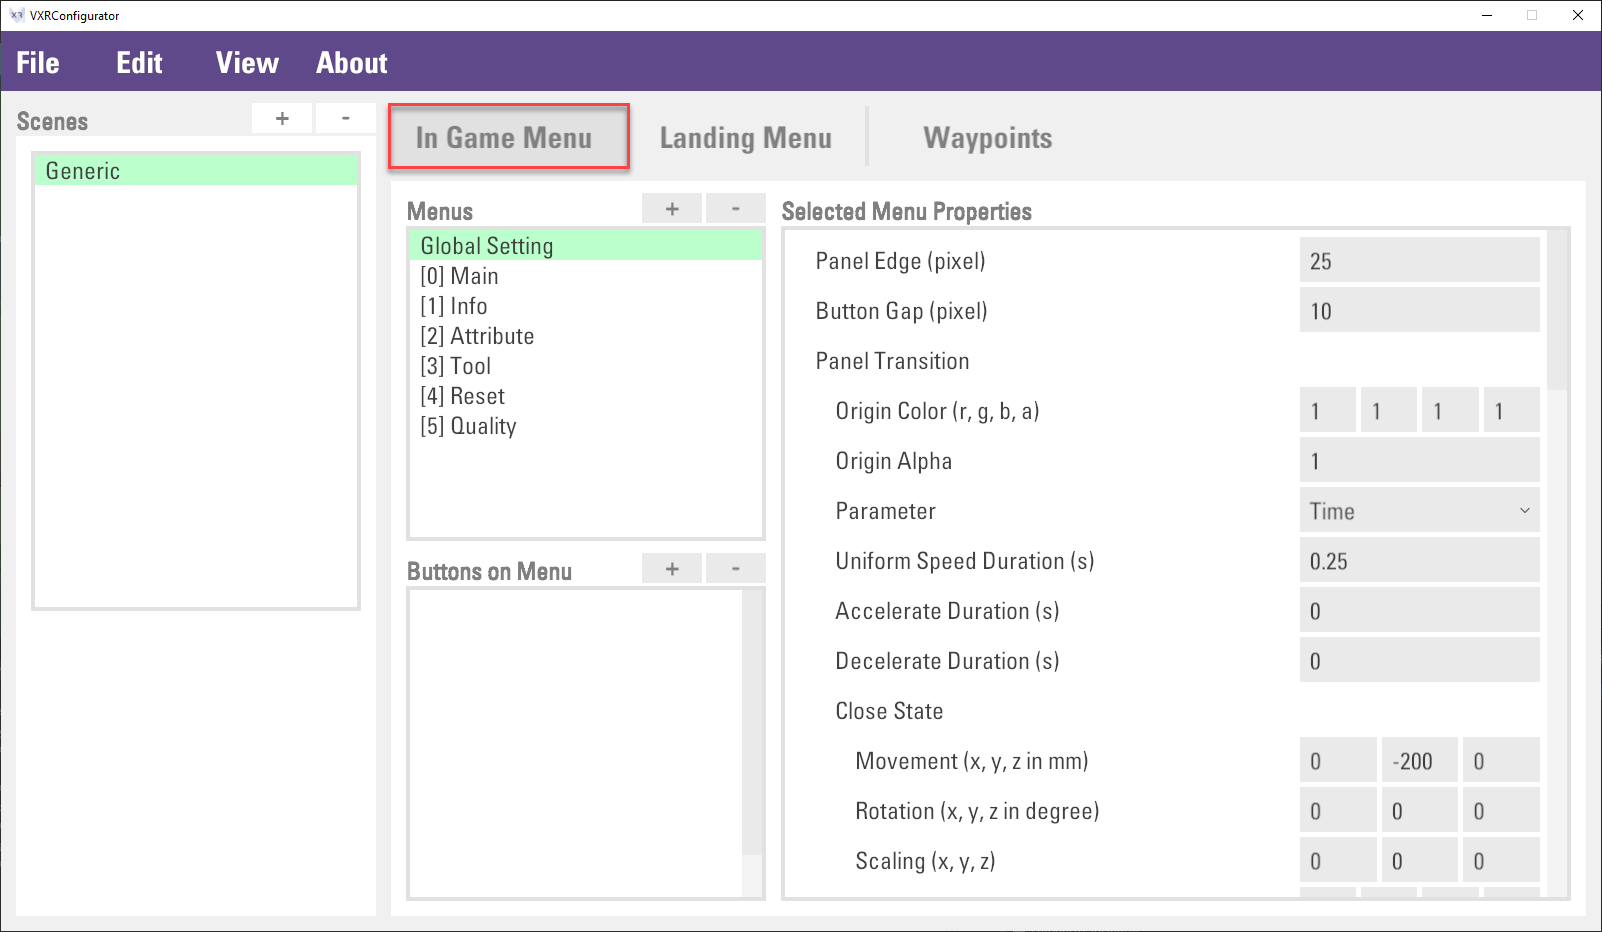 VXRConfigurator
File Edit View About
Scenes + -
Generic
In Game Menu Landing Menu Waypoints
Menus + -
Global Setting
[0] Main
[1] Info
[2] Attribute
[3] Tool
[4] Reset
[5] Quality
Buttons on Menu + -
Selected Menu Properties
Panel Edge (pixel) 25
Button Gap (pixel) 10
Panel Transition
Origin Color (r, g, b, a) 1 1 1 1
Origin Alpha 1
Parameter Time
Uniform Speed Duration (s) 0.25
Accelerate Duration (s) 0
Decelerate Duration (s) 0
Close State
Movement (x, y, z in mm) 0 -200 0
Rotation (x, y, z in degree) 0 0 0
Scaling (x, y, z) 0 0 0